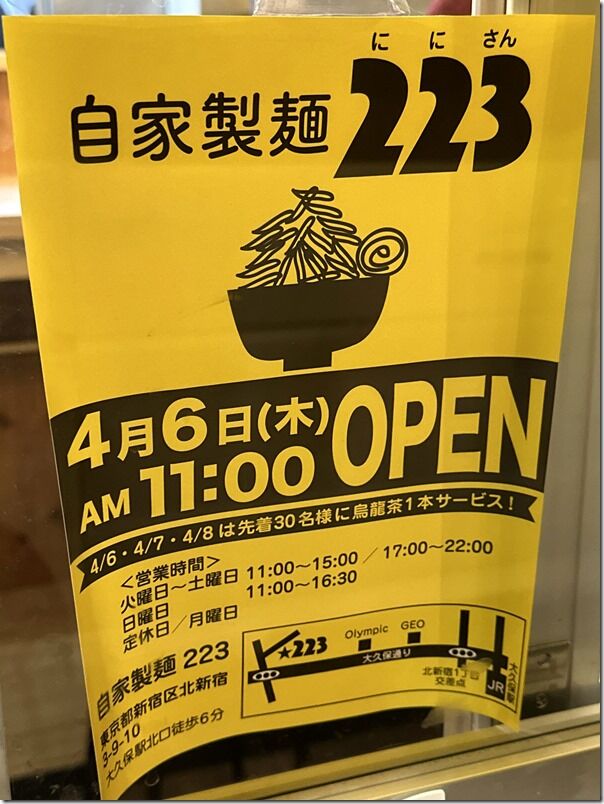 ににさん
自家製麺 223
4月6日(木)
AM 11:00 OPEN
4/6・4/7・4/8は先着30名様に烏龍茶1本サービス!
<営業時間>
火曜日~土曜日 11:00~15:00/17:00~22:00
日曜日 11:00~16:30
定休日/月曜日
自家製麺 223
東京都新宿区北新宿
3-9-10
大久保駅北口徒歩6分
★223
Olympic
GEO
大久保通り
北新宿1丁目
交差点
JR
大久保駅